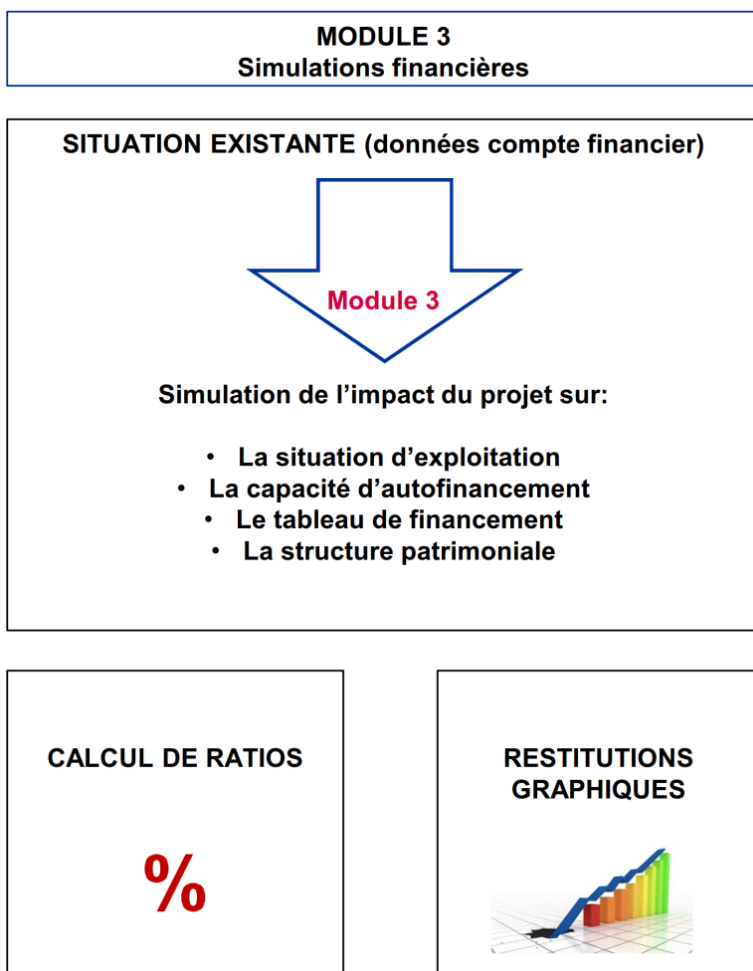 MODULE 3
Simulations financières
SITUATION EXISTANTE (données compte financier)
Module 3
Simulation de l’impact du projet sur:
• La situation d’exploitation
• La capacité d’autofinancement
• Le tableau de financement
• La structure patrimoniale
CALCUL DE RATIOS
%
RESTITUTIONS
GRAPHIQUES